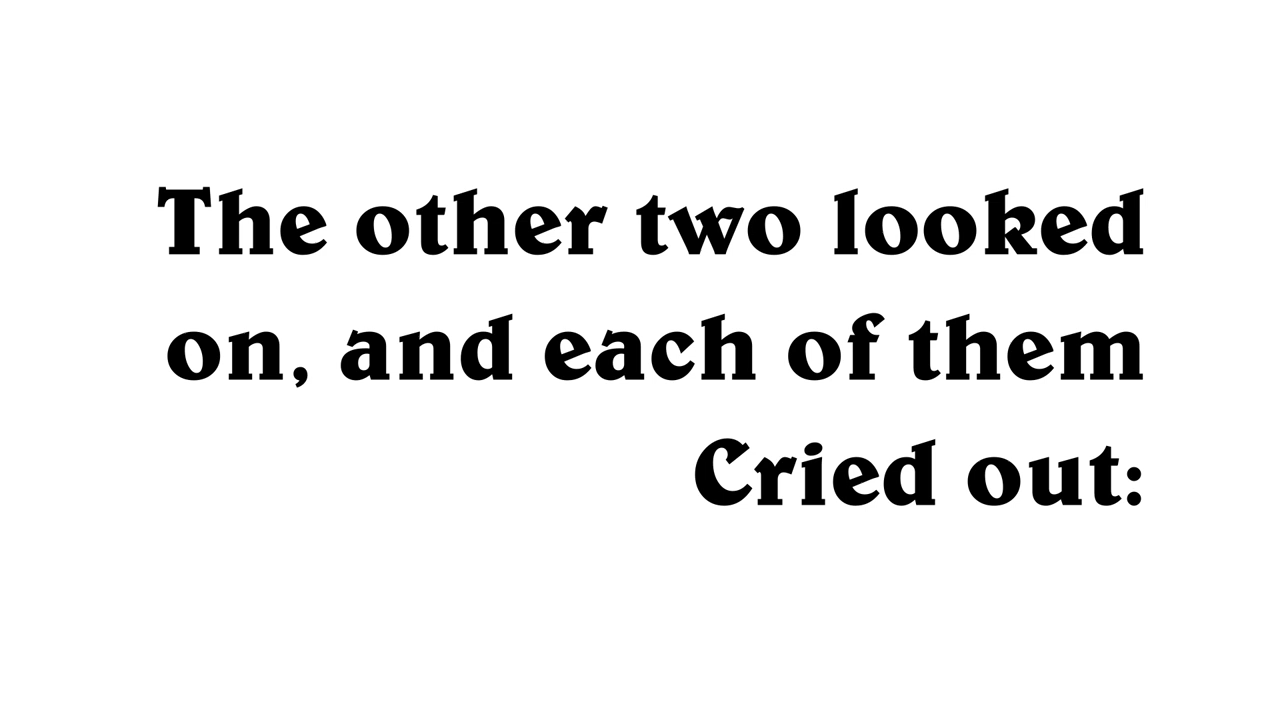 The other two looked
on, and each of them
Cried out: